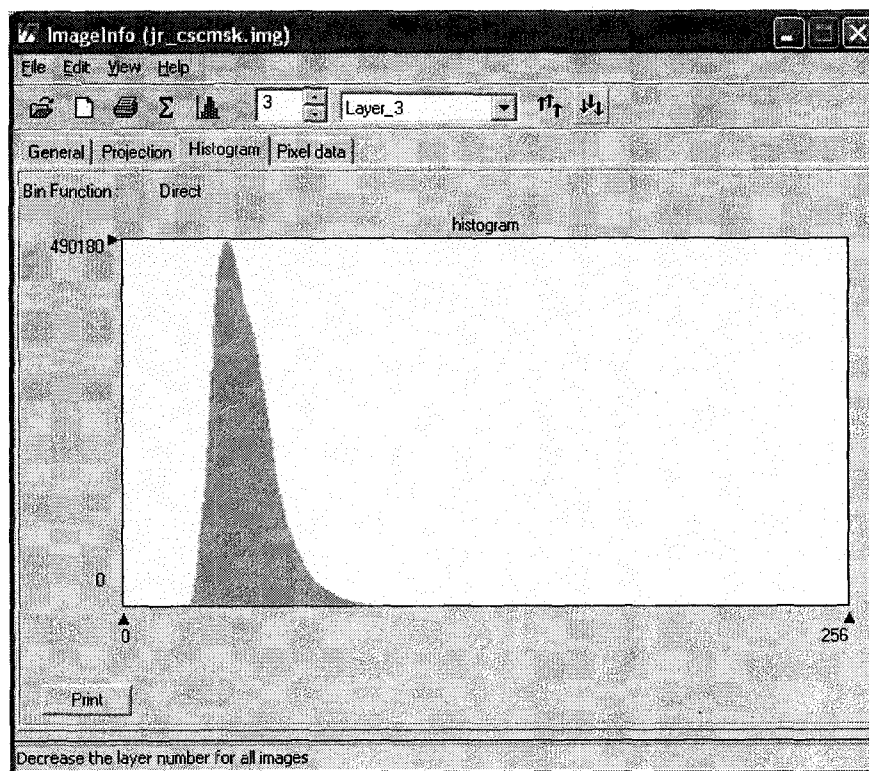 ImageInfo (jr_cscmsk.img)
File Edit View Help
3 Layer_3
General Projection Histogram Pixel data
Bin Function: Direct
histogram
490180
0
0 256
Print
Decrease the layer number for all images